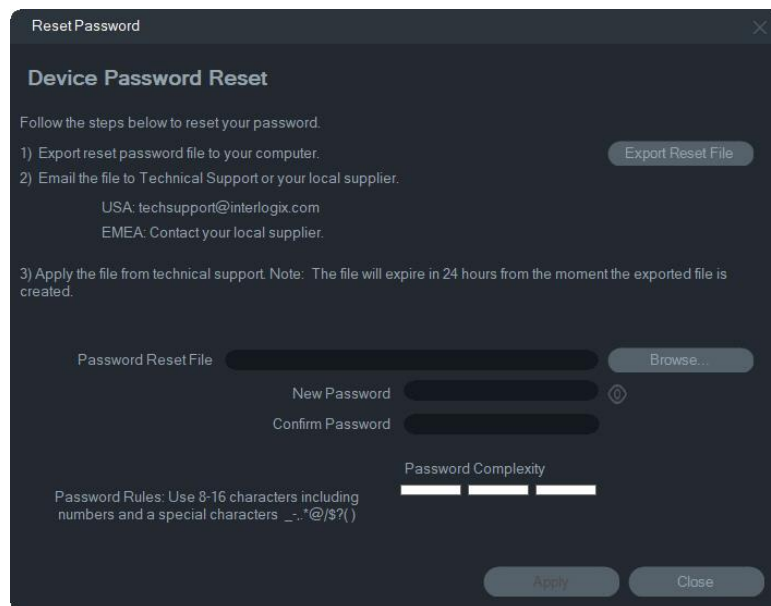 Reset Password
Device Password Reset
Follow the steps below to reset your password.
1) Export reset password file to your computer.
Export Reset File
2) Email the file to Technical Support or your local supplier.
USA: techsupport@interlogix.com
EMEA: Contact your local supplier.
3) Apply the file from technical support. Note: The file will expire in 24 hours from the moment the exported file is
created.
Password Reset File
Browse...
New Password
Confirm Password
Password Complexity
Password Rules: Use 8-16 characters including
numbers and a special characters _-,.*@/$?( )
Apply
Close